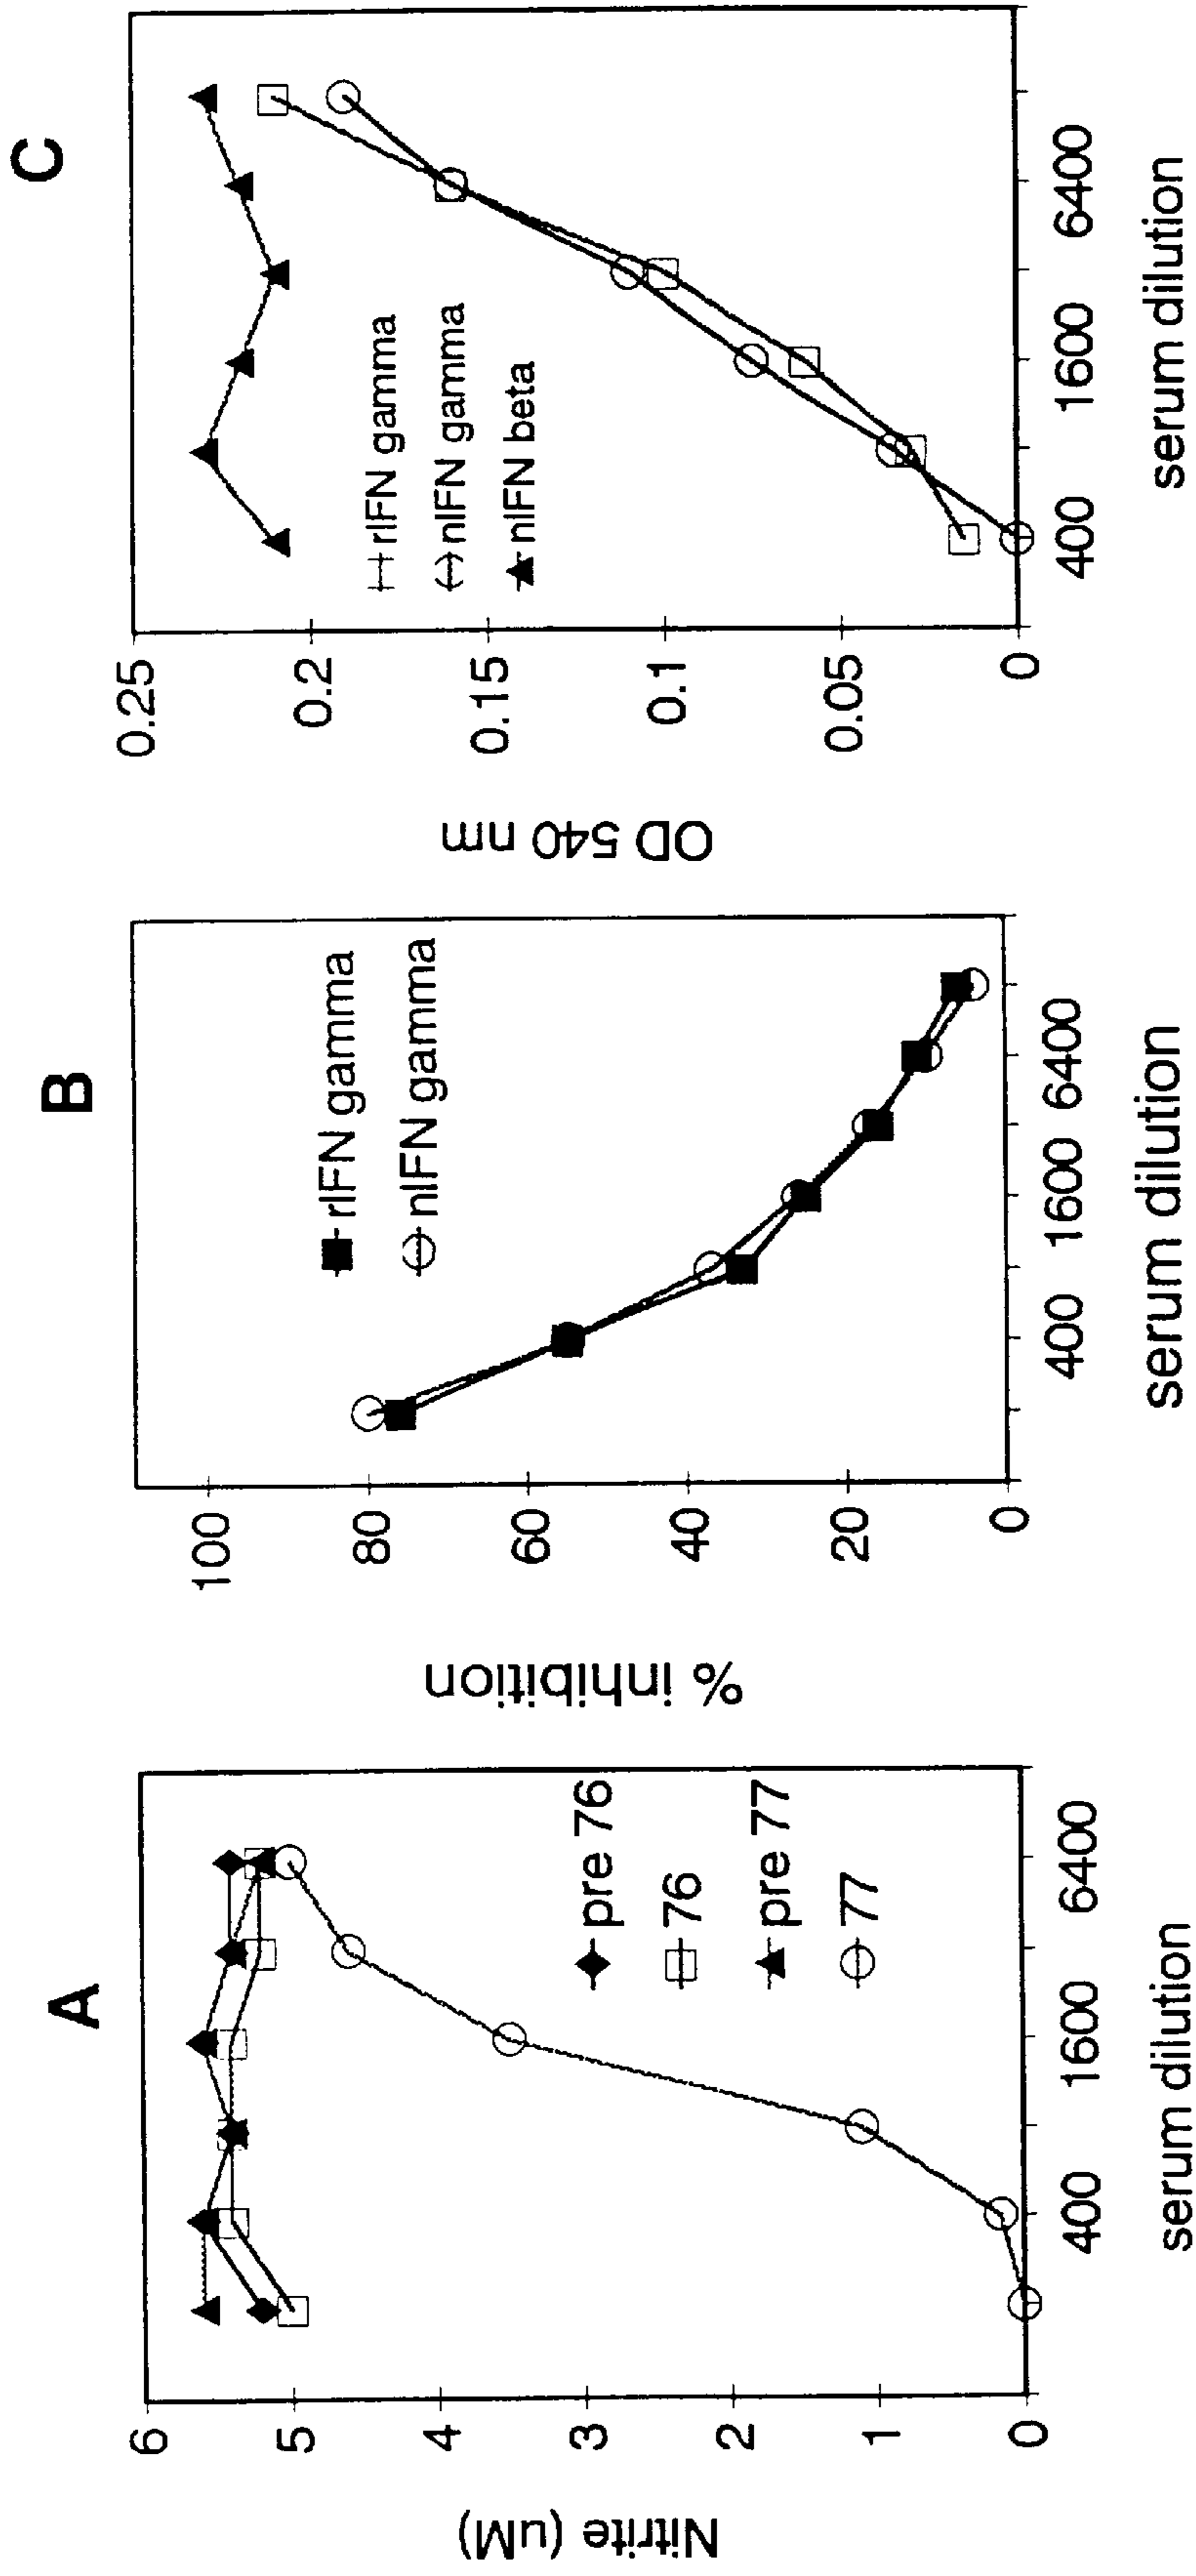 A
Nitrite (uM)
6
5
4
3
2
1
0
pre 76
76
pre 77
77
400
1600
6400
serum dilution
B
% inhibition
100
80
60
40
20
0
rIFN gamma
nIFN gamma
400
1600
6400
serum dilution
C
OD 540 nm
0.25
0.2
0.15
0.1
0.05
0
rIFN gamma
nIFN gamma
nIFN beta
400
1600
6400
serum dilution